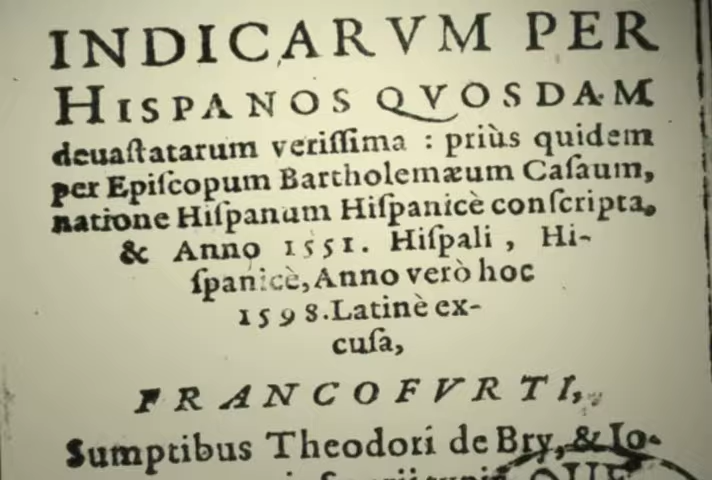 INDICARVM PER
HISPANOS QVOSDAM
deuaſtatarum veriſſima : priùs quidem
per Epiſcopum Bartholemæum Caſaum,
natione Hiſpanum Hiſpanicè conſcripta,
& Anno 1551. Hiſpali , Hi-
ſpanicè, Anno verò hoc
1598. Latinè ex-
cuſa,
FRANCOFVRTI,
Sumptibus Theodori de Bry, & Io-